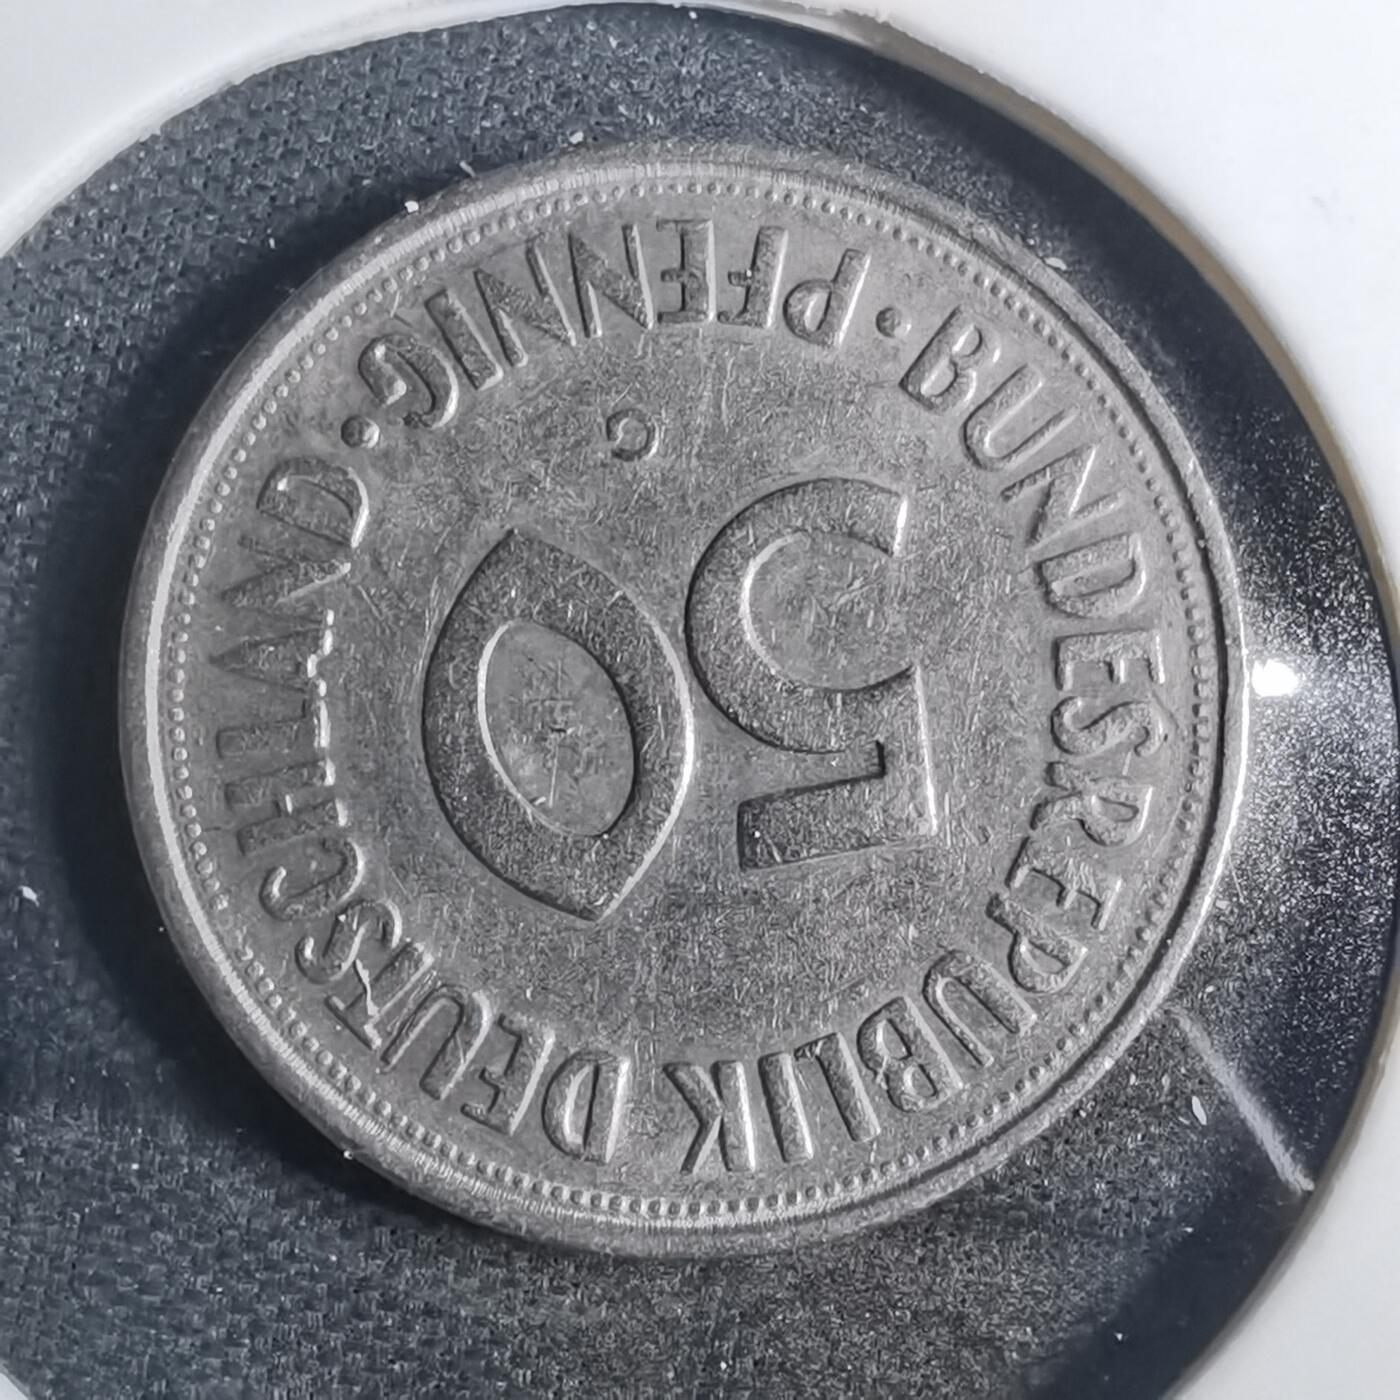 BUNDESREPUBLIK DEUTSCHLAND
50
G
· PFENNIG ·